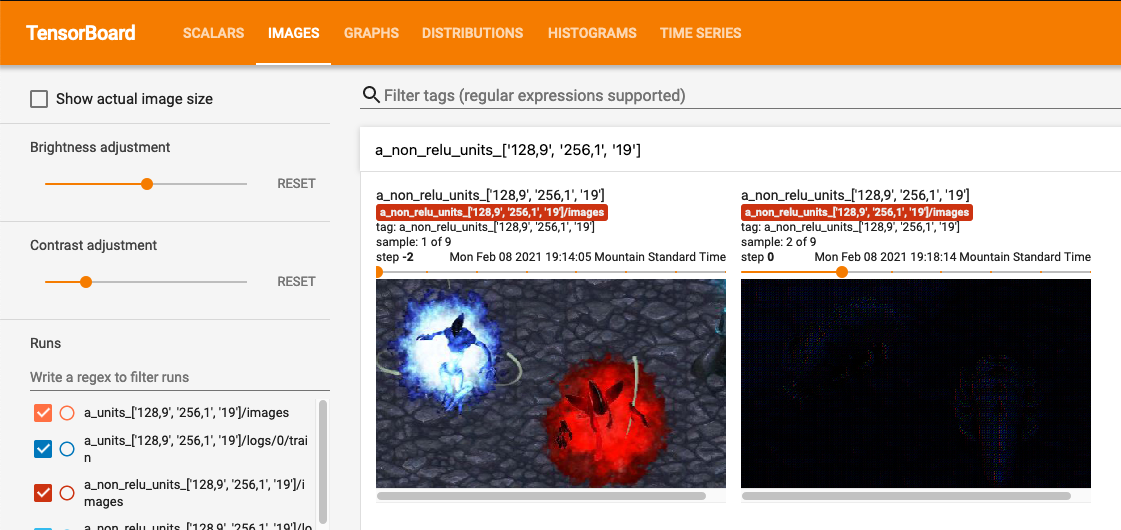 TensorBoard SCALARS IMAGES GRAPHS DISTRIBUTIONS HISTOGRAMS TIME SERIES
Show actual image size
Filter tags (regular expressions supported)
Brightness adjustment
RESET
Contrast adjustment
RESET
Runs
Write a regex to filter runs
a_units_['128,9', '256,1', '19']/images
a_units_['128,9', '256,1', '19']/logs/0/trai
n
a_non_relu_units_['128,9', '256,1', '19']/i
mages
a_non_relu_units_['128,9', '256,1', '19']/lo
a_non_relu_units_['128,9', '256,1', '19']
a_non_relu_units_['128,9', '256,1', '19']
a_non_relu_units_['128,9', '256,1', '19']/images
tag: a_non_relu_units_['128,9', '256,1', '19']
sample: 1 of 9
step -2 Mon Feb 08 2021 19:14:05 Mountain Standard Time
a_non_relu_units_['128,9', '256,1', '19']
a_non_relu_units_['128,9', '256,1', '19']/images
tag: a_non_relu_units_['128,9', '256,1', '19']
sample: 2 of 9
step 0 Mon Feb 08 2021 19:18:14 Mountain Standard Time